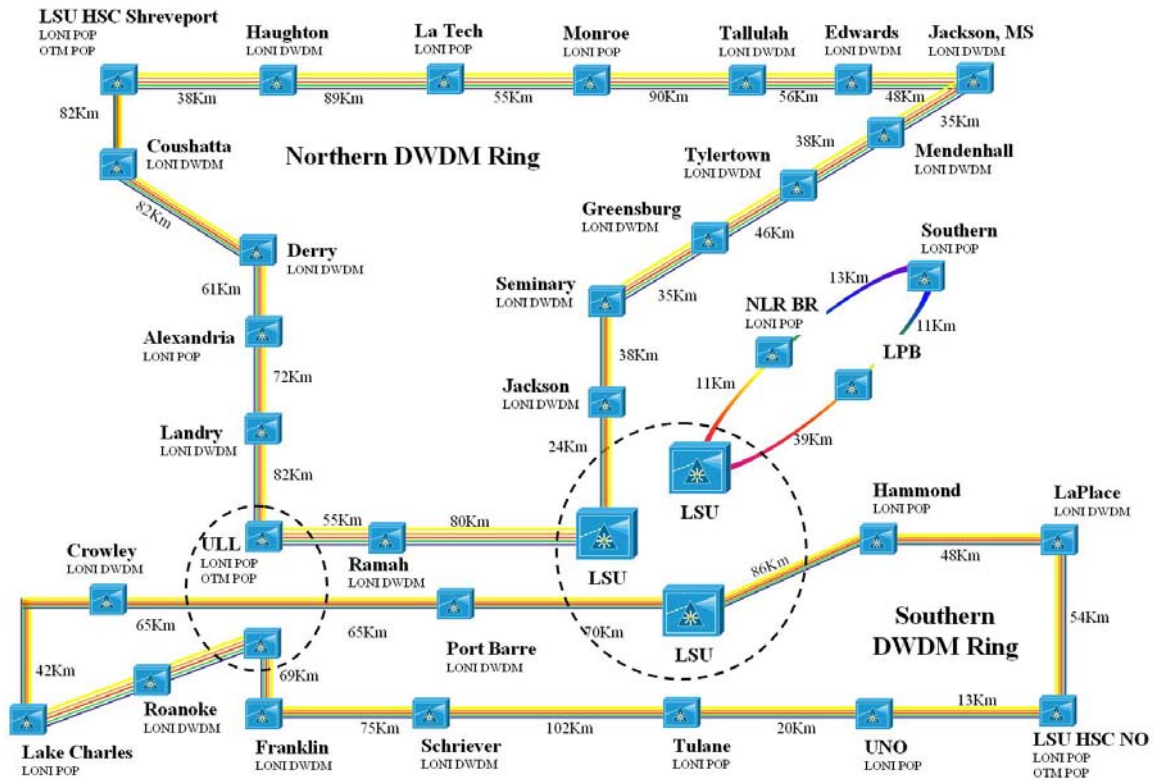 LSU HSC Shreveport
LONI POP
OTM POP
Haughton
LONI DWDM
La Tech
LONI POP
Monroe
LONI POP
Tallulah
LONI DWDM
Edwards
LONI DWDM
Jackson, MS
LONI DWDM
38Km
89Km
55Km
90Km
56Km
48Km
82Km
35Km
Coushatta
LONI DWDM
Northern DWDM Ring
38Km
Mendenhall
LONI DWDM
Tylertown
LONI DWDM
82Km
Greensburg
LONI DWDM
46Km
Southern
LONI POP
Derry
LONI DWDM
61Km
Seminary
LONI DWDM
35Km
13Km
NLR BR
LONI POP
11Km
Alexandria
LONI POP
LPB
38Km
72Km
Jackson
LONI DWDM
11Km
Landry
LONI DWDM
24Km
39Km
82Km
LSU
Hammond
LONI POP
LaPlace
LONI DWDM
55Km
80Km
ULL
LONI POP
OTM POP
Ramah
LONI DWDM
LSU
86Km
48Km
Crowley
LONI DWDM
65Km
65Km
70Km
Port Barre
LONI DWDM
LSU
Southern
DWDM Ring
54Km
42Km
69Km
Roanoke
LONI DWDM
75Km
102Km
20Km
13Km
Lake Charles
LONI POP
Franklin
LONI DWDM
Schriever
LONI DWDM
Tulane
LONI POP
UNO
LONI POP
LSU HSC NO
LONI POP
OTM POP